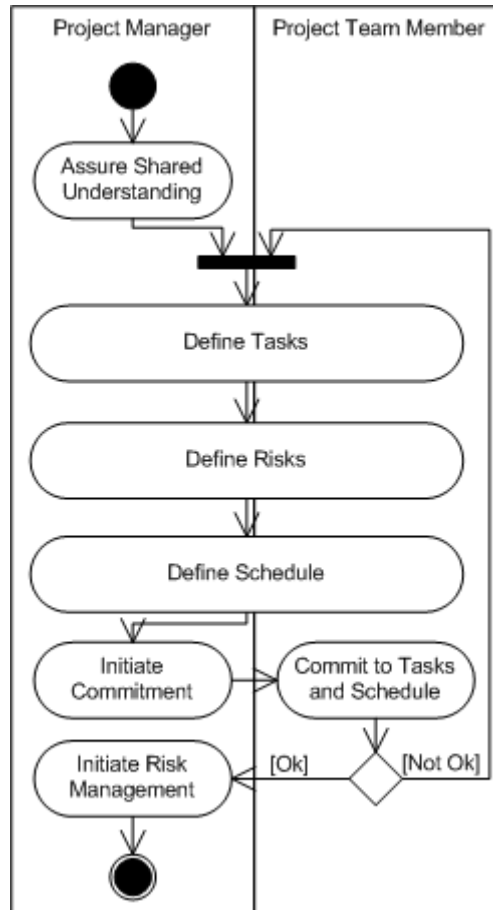 Project Manager
Project Team Member
Assure Shared
Understanding
Define Tasks
Define Risks
Define Schedule
Initiate
Commitment
Commit to Tasks
and Schedule
[Ok]
[Not Ok]
Initiate Risk
Management